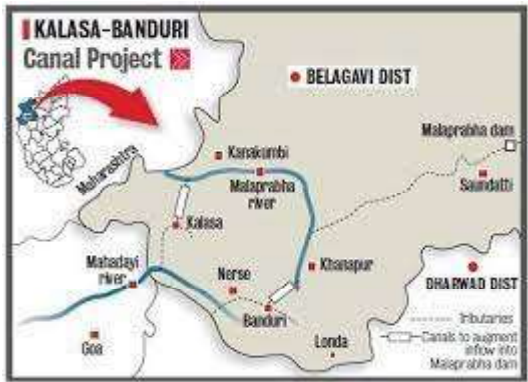 KALASA-BANDURI
Canal Project
BELAGAVI DIST
Malaprabha dam
Kanakumbi
Maharashtra
Malaprabha
river
Saundatti
Kalasa
Mahadayi
river
Nerse
Khanapur
DHARWAD DIST
Banduri
Goa
Londa
Tributaries
Canals to augment
inflow into
Malaprabha dam